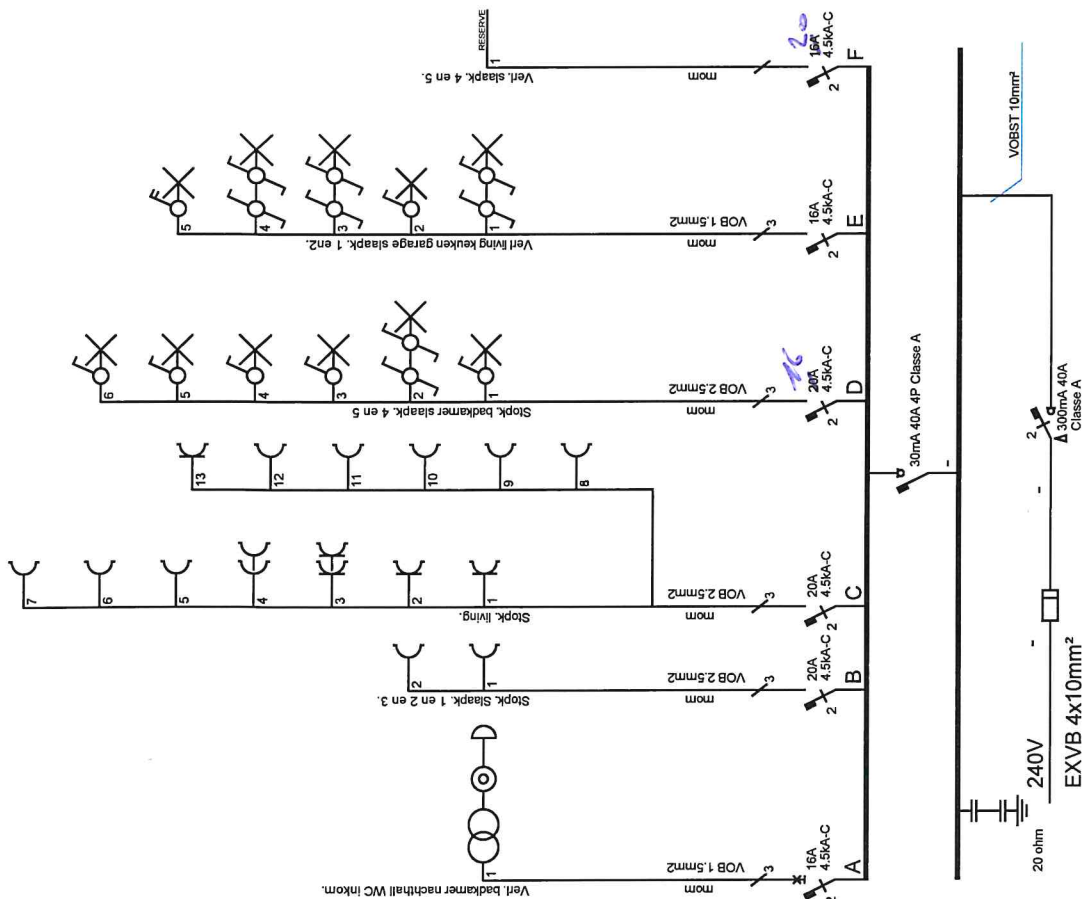 Verl. badkamer nachthall WC inkom.
1
VOB 1.5mm2
mom
3
16A
4.5kA-C
2
A
Stopk. Slaapk. 1 en 2 en 3.
2
1
VOB 2.5mm2
mom
3
20A
4.5kA-C
2
B
Stopk. living.
7
6
5
4
3
2
1
13
12
11
10
9
8
VOB 2.5mm2
mom
3
20A
4.5kA-C
2
C
Stopk. badkamer slaapk. 4 en 5
6
5
4
3
2
1
VOB 2.5mm2
mom
3
16
20A
4.5kA-C
2
D
Verl living keuken garage slaapk. 1 en2.
5
4
3
2
1
VOB 1.5mm2
mom
3
16A
4.5kA-C
2
E
Verl. slaapk. 4 en 5.
RESERVE
1
mom
20
16A
4.5kA-C
2
F
30mA 40A 4P Classe A
-
VOBST 10mm²
2
Δ 300mA 40A
Classe A
-
-
20 ohm
240V
EXVB 4x10mm²